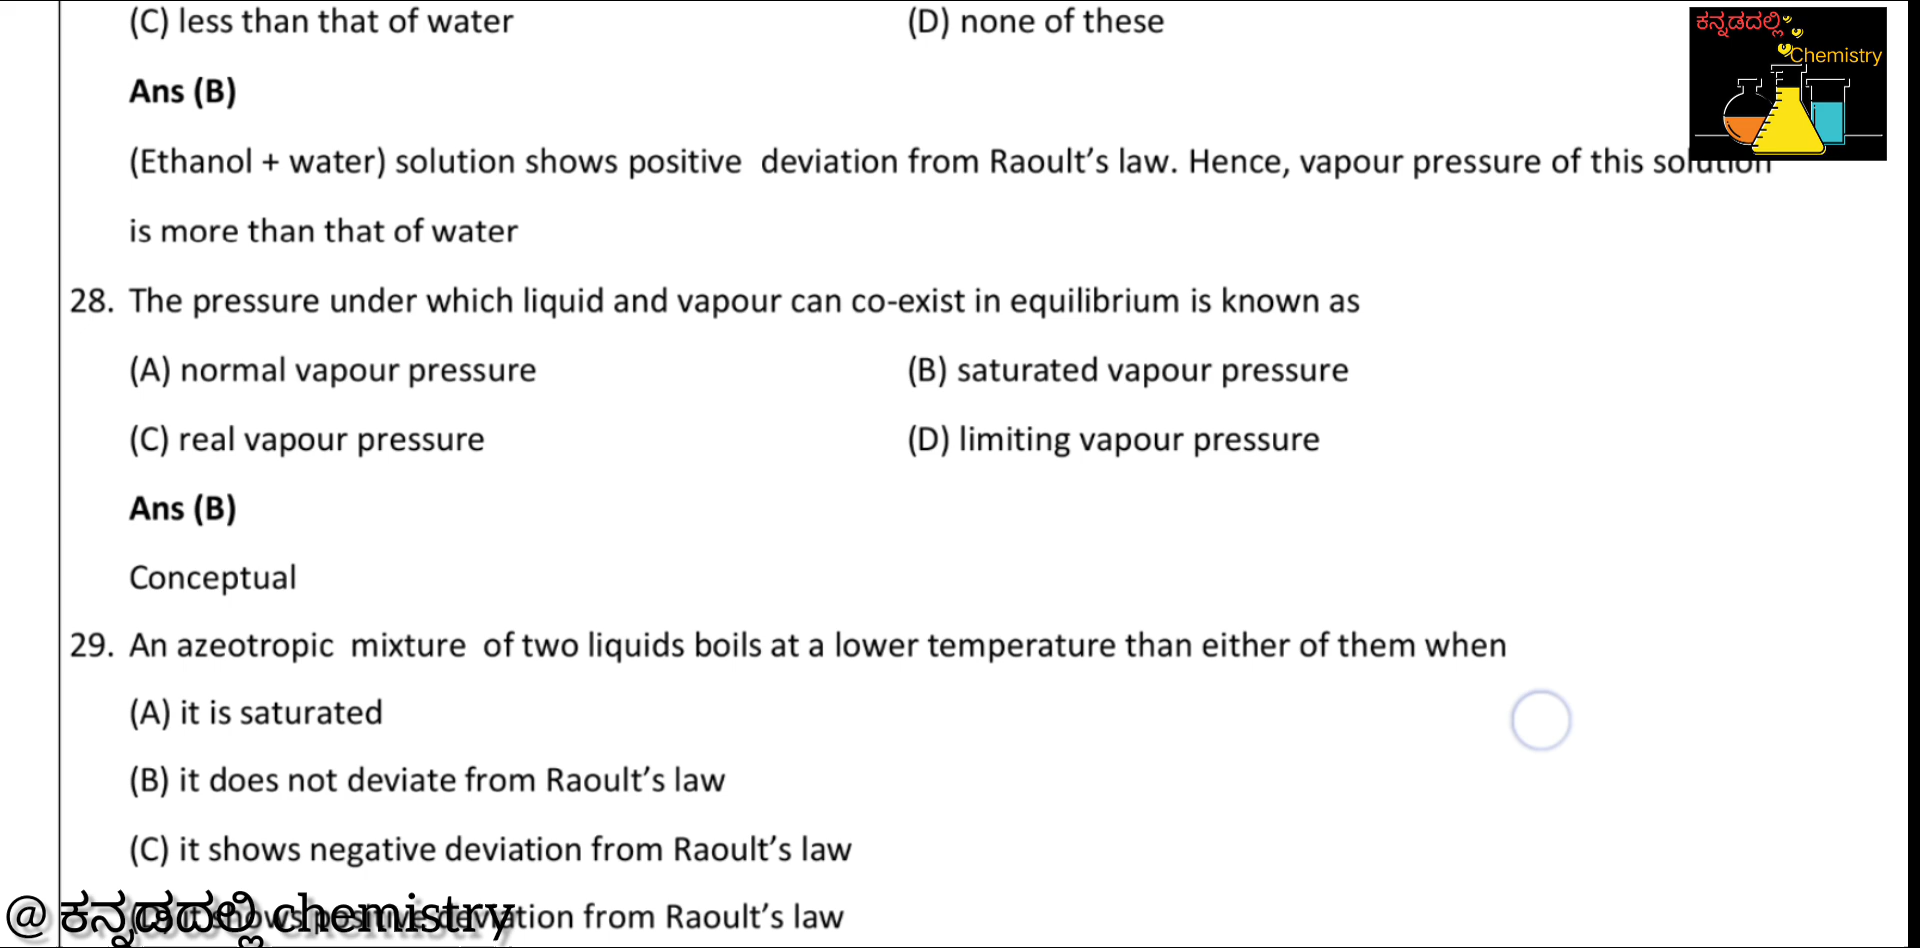 (C) less than that of water (D) none of these
ಕನ್ನಡದಲ್ಲಿ
Chemistry
Ans (B)
(Ethanol + water) solution shows positive deviation from Raoult’s law. Hence, vapour pressure of this solution
is more than that of water
28. The pressure under which liquid and vapour can co-exist in equilibrium is known as
(A) normal vapour pressure (B) saturated vapour pressure
(C) real vapour pressure (D) limiting vapour pressure
Ans (B)
Conceptual
29. An azeotropic mixture of two liquids boils at a lower temperature than either of them when
(A) it is saturated
(B) it does not deviate from Raoult’s law
(C) it shows negative deviation from Raoult’s law
(D) it shows positive deviation from Raoult’s law
@ಕನ್ನಡದಲ್ಲಿ chemistry